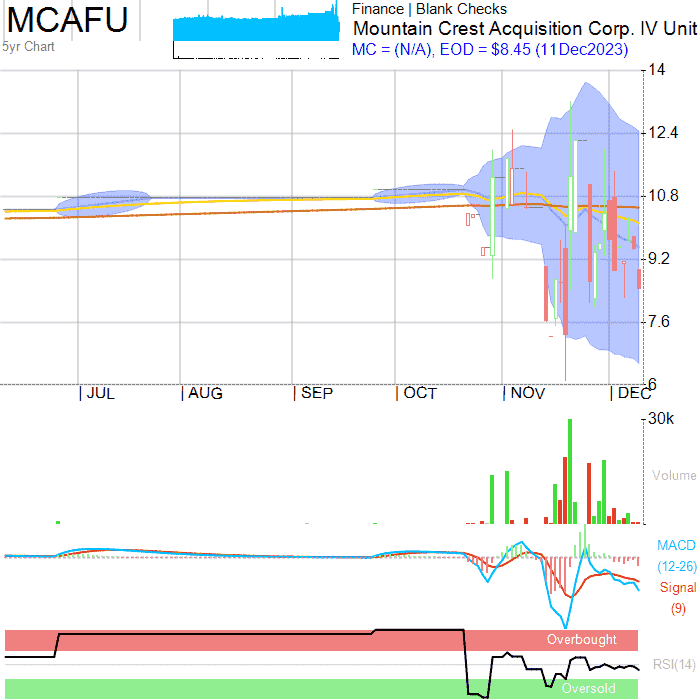 MCAFU
5yr Chart
Finance | Blank Checks
Mountain Crest Acquisition Corp. IV Unit
MC = (N/A), EOD = $8.45 (11Dec2023)
14
12.4
10.8
9.2
7.6
6
JUL
AUG
SEP
OCT
NOV
DEC
30k
Volume
MACD
(12-26)
Signal
(9)
Overbought
RSI(14)
Oversold